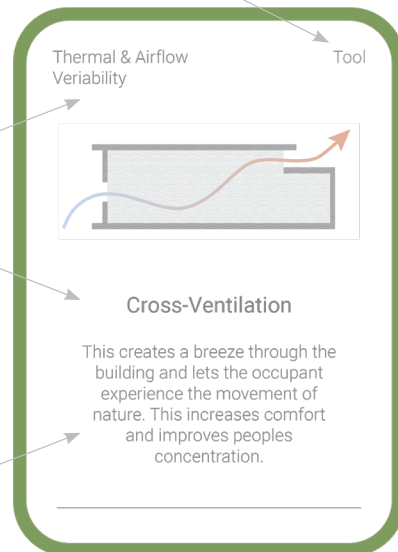 Thermal & Airflow
Veriability
Tool
Cross-Ventilation
This creates a breeze through the
building and lets the occupant
experience the movement of
nature. This increases comfort
and improves peoples
concentration.